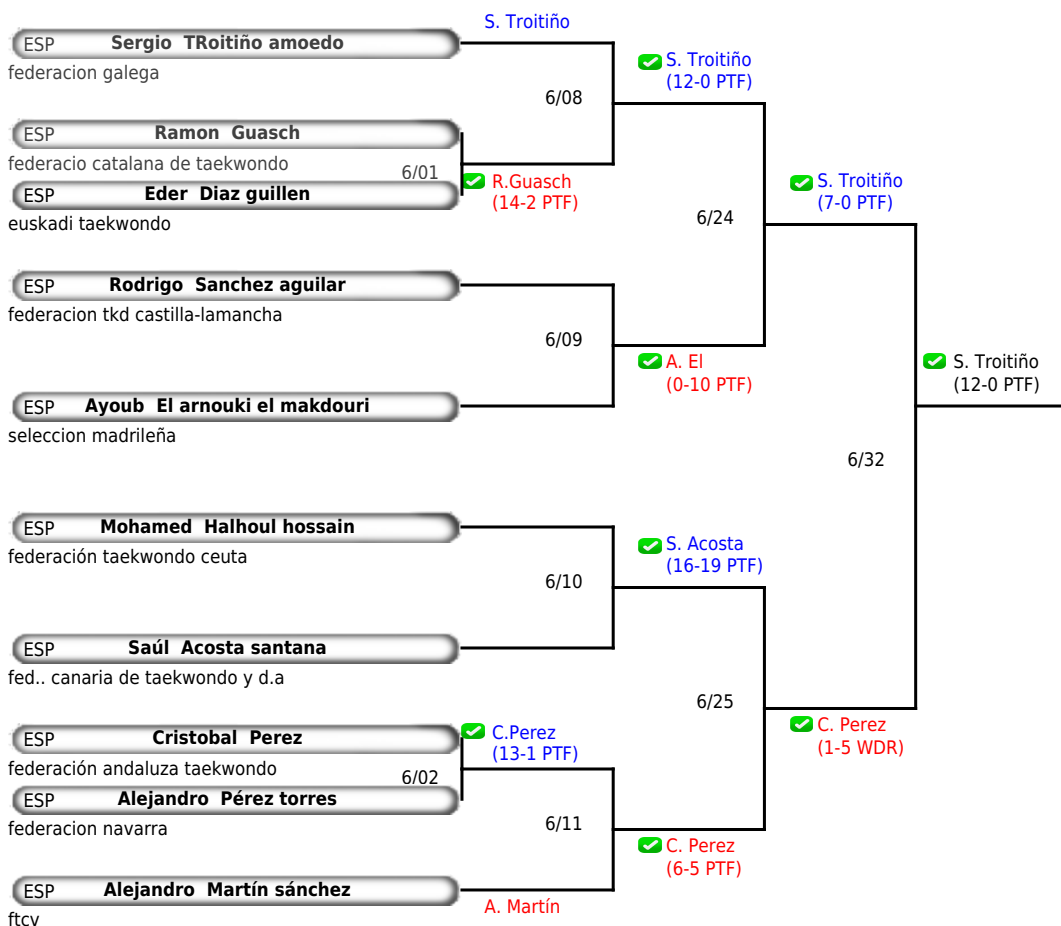 S. Troitiño
ESP Sergio TRoitiño amoedo
federacion galega
S. Troitiño
(12-0 PTF)
6/08
ESP Ramon Guasch
federacio catalana de taekwondo
6/01
R.Guasch
(14-2 PTF)
ESP Eder Diaz guillen
euskadi taekwondo
S. Troitiño
(7-0 PTF)
6/24
ESP Rodrigo Sanchez aguilar
federacion tkd castilla-lamancha
6/09
A. El
(0-10 PTF)
S. Troitiño
(12-0 PTF)
ESP Ayoub El arnouki el makdouri
seleccion madrileña
6/32
ESP Mohamed Halhoul hossain
federación taekwondo ceuta
S. Acosta
(16-19 PTF)
6/10
ESP Saúl Acosta santana
fed.. canaria de taekwondo y d.a
6/25
C. Perez
(1-5 WDR)
ESP Cristobal Perez
C.Perez
(13-1 PTF)
federación andaluza taekwondo
6/02
ESP Alejandro Pérez torres
federacion navarra
6/11
C. Perez
(6-5 PTF)
ESP Alejandro Martín sánchez
A. Martín
ftcv